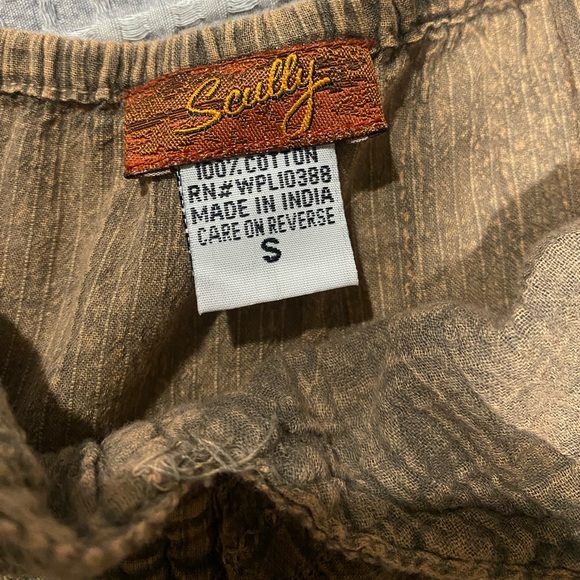 Scully
100% COTTON
RN# WPL10388
MADE IN INDIA
CARE ON REVERSE
S